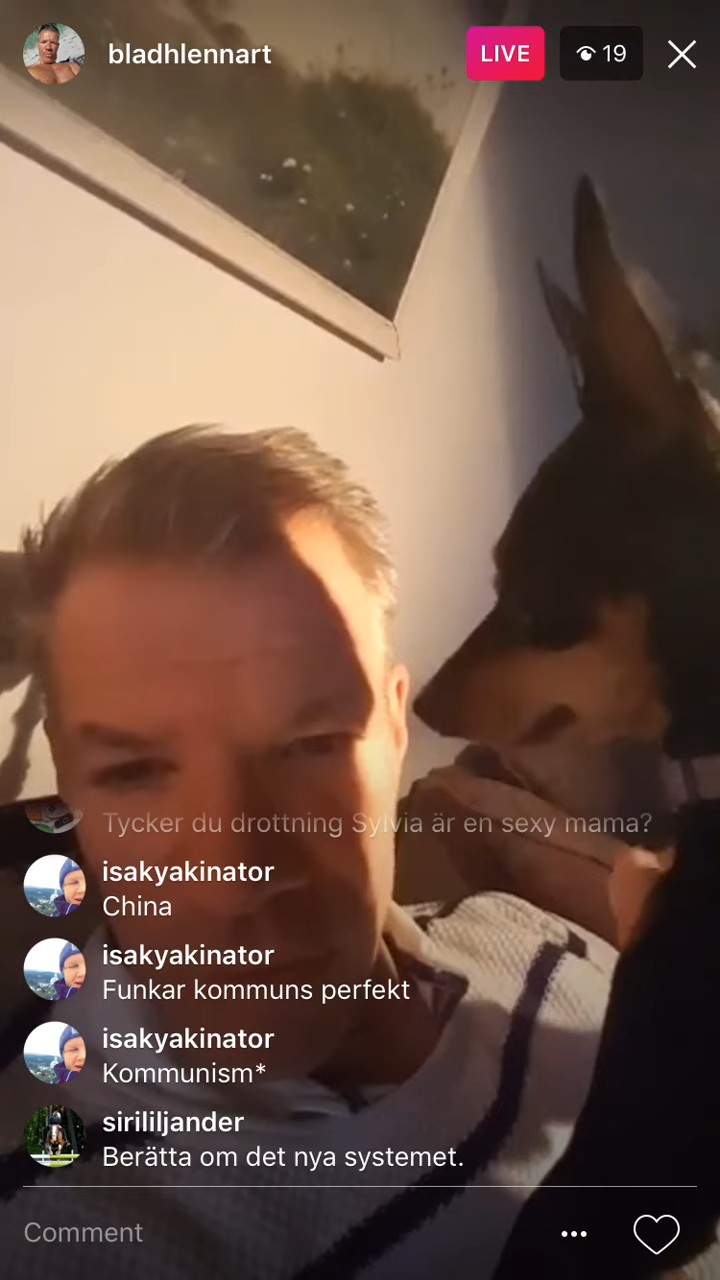 bladhlennart
LIVE
19
Tycker du drottning Sylvia är en sexy mama?
isakyakinator
China
isakyakinator
Funkar kommuns perfekt
isakyakinator
Kommunism*
sirililjander
Berätta om det nya systemet.
Comment